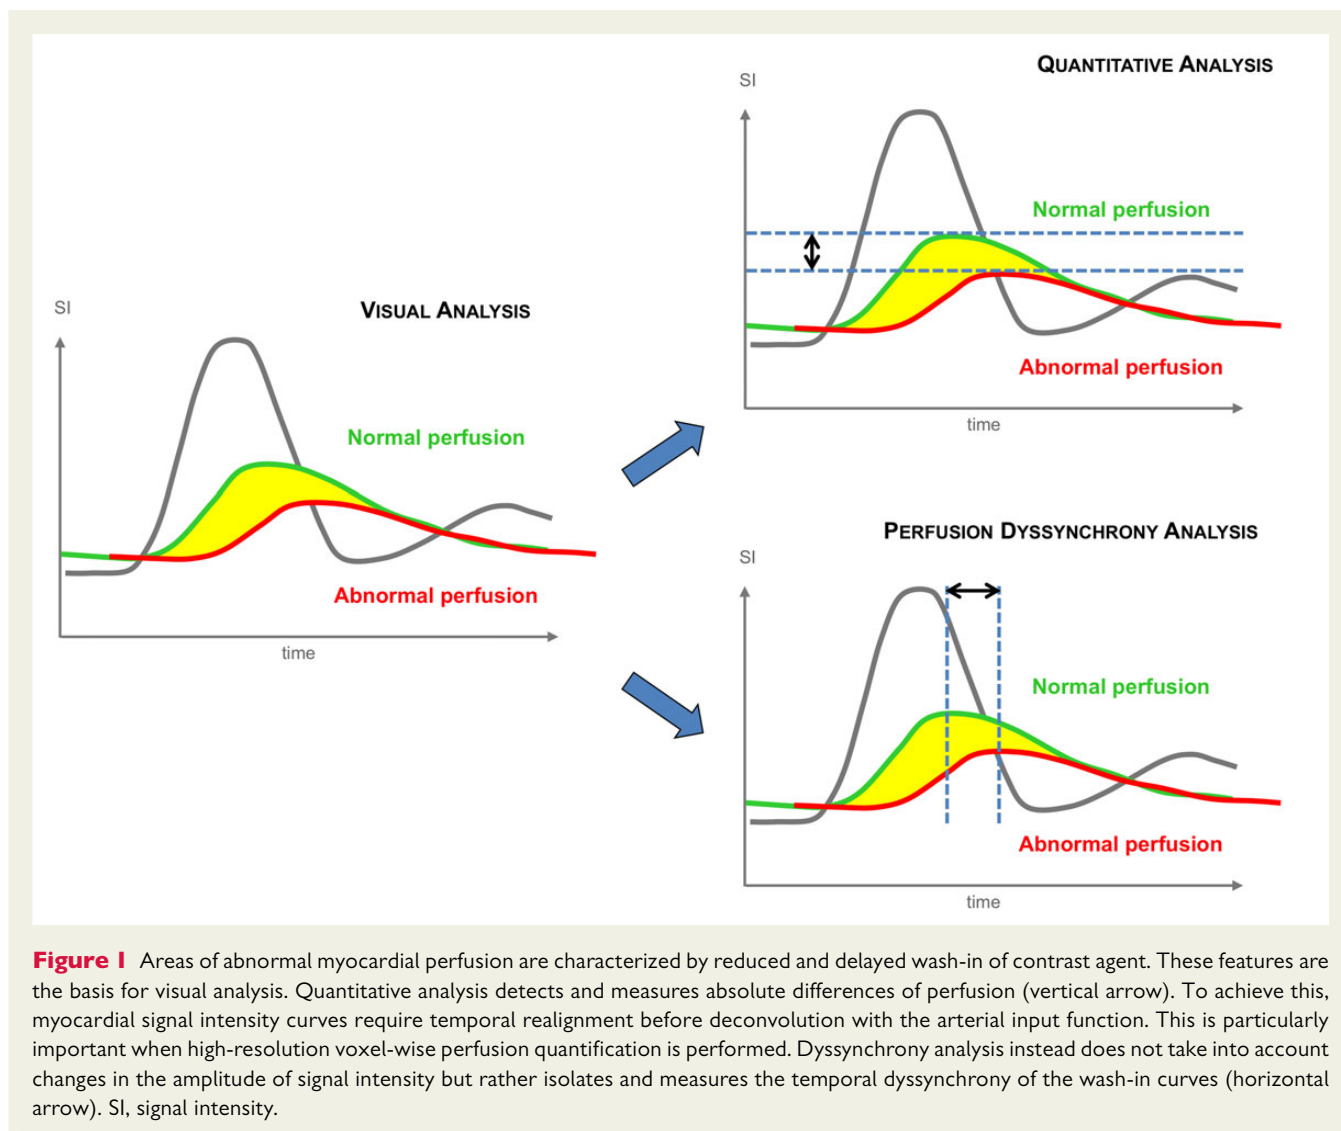 VISUAL ANALYSIS
SI
Normal perfusion
Abnormal perfusion
time
QUANTITATIVE ANALYSIS
SI
Normal perfusion
Abnormal perfusion
time
PERFUSION DYSSYNCHRONY ANALYSIS
SI
Normal perfusion
Abnormal perfusion
time
Figure 1 Areas of abnormal myocardial perfusion are characterized by reduced and delayed wash-in of contrast agent. These features are
the basis for visual analysis. Quantitative analysis detects and measures absolute differences of perfusion (vertical arrow). To achieve this,
myocardial signal intensity curves require temporal realignment before deconvolution with the arterial input function. This is particularly
important when high-resolution voxel-wise perfusion quantification is performed. Dyssynchrony analysis instead does not take into account
changes in the amplitude of signal intensity but rather isolates and measures the temporal dyssynchrony of the wash-in curves (horizontal
arrow). SI, signal intensity.